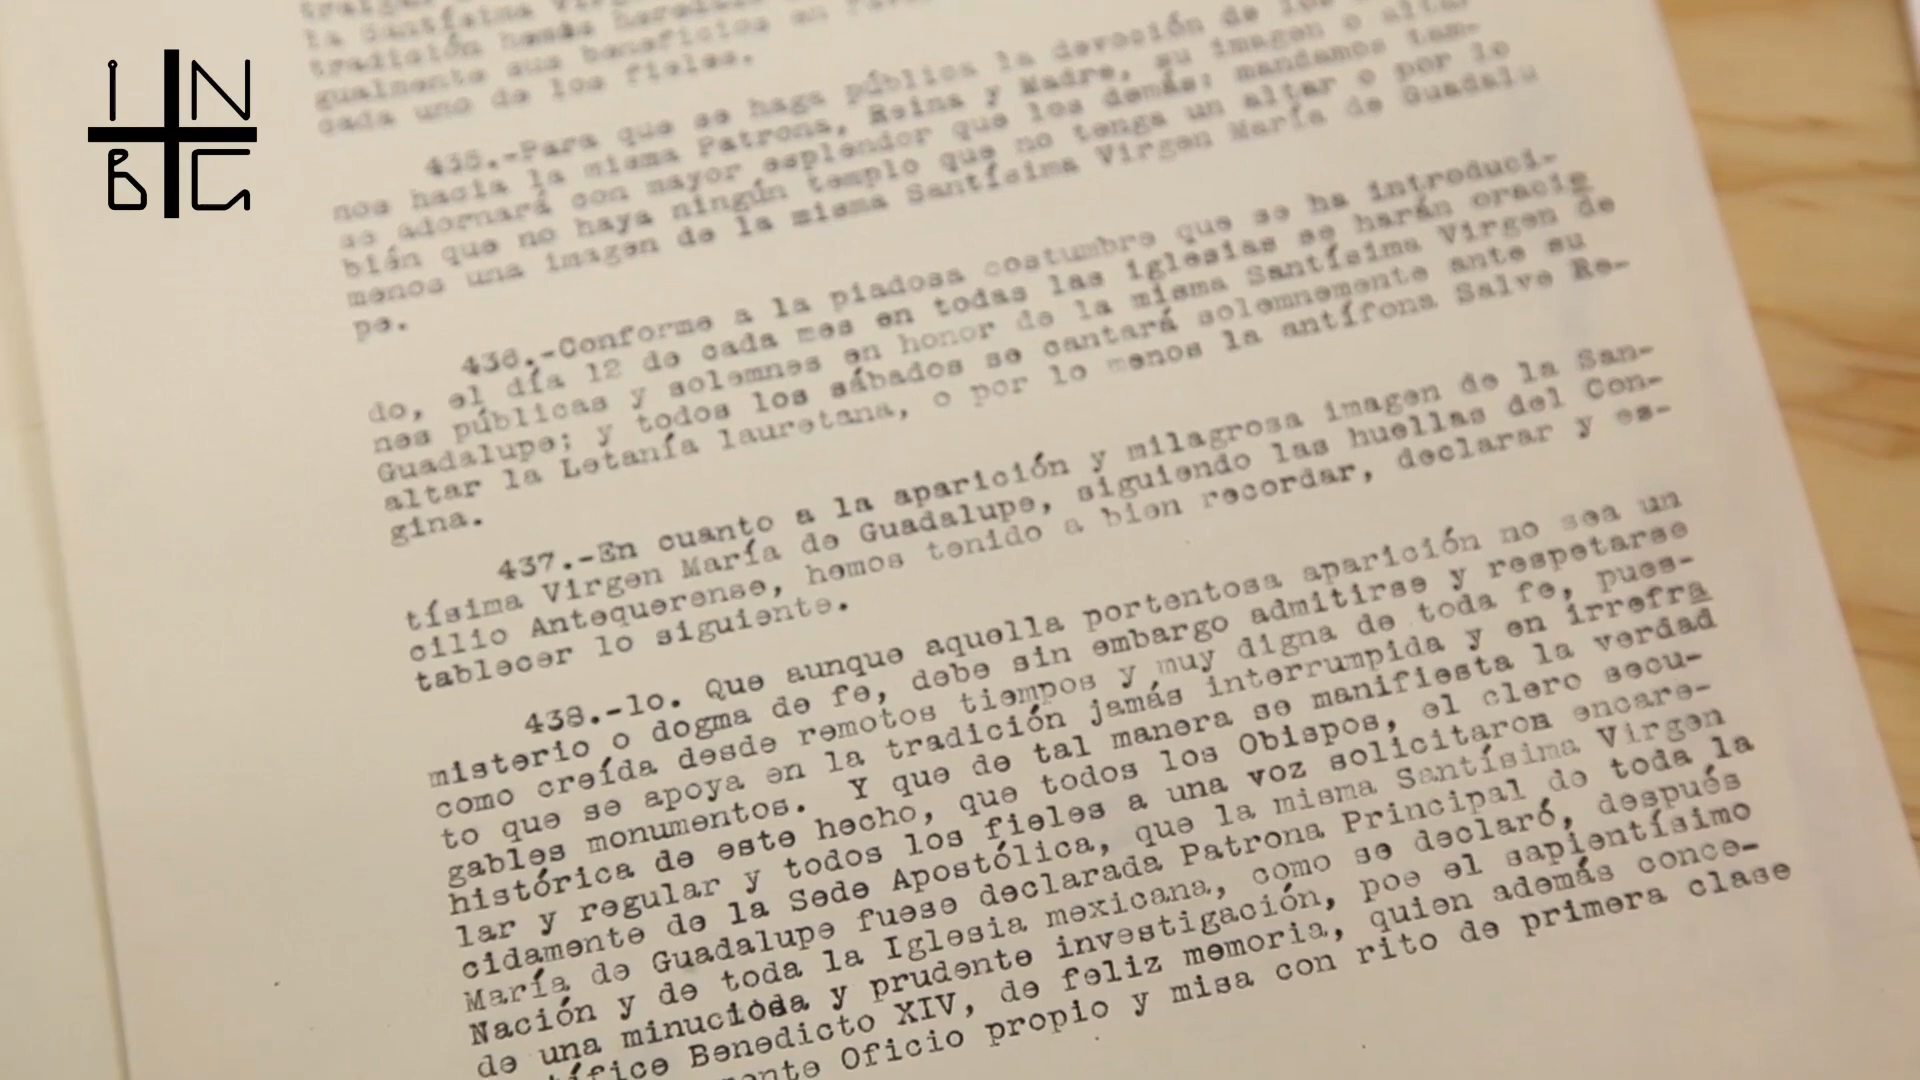 IN
BG
la Santísima
tradición hemos
gualmente sus beneficios en
cada uno de los fieles.
435.-Para que se haga pública la devoción de los
nos hacia la misma Patrona, Reina y Madre, su imagen o altar
se adornará con mayor esplendor que los demás: mandamos tam-
bién que no haya ningún templo que no tenga un altar o por lo
menos una imagen de la misma Santísima Virgen María de Guadalu
pe.
436.-Conforme a la piadosa costumbre que se ha introduci-
do, el día 12 de cada mes en todas las iglesias se harán oracio
nes públicas y solemnes en honor de la misma Santísima Virgen de
Guadalupe; y todos los sábados se cantará solemnemente ante su
altar la Letanía lauretana, o por lo menos la antífona Salve Re-
gina.
437.-En cuanto a la aparición y milagrosa imagen de la San-
tísima Virgen María de Guadalupe, siguiendo las huellas del Con-
cilio Antequerense, hemos tenido a bien recordar, declarar y es-
tablecer lo siguiente.
438.-1o. Que aunque aquella portentosa aparición no sea un
misterio o dogma de fe, debe sin embargo admitirse y respetarse
como creída desde remotos tiempos y muy digna de toda fe, pues-
to que se apoya en la tradición jamás interrumpida y en irrefra
gables monumentos. Y que de tal manera se manifiesta la verdad
histórica de este hecho, que todos los Obispos, el clero secu-
lar y regular y todos los fieles a una voz solicitaron encare-
cidamente de la Sede Apostólica, que la misma Santísima Virgen
María de Guadalupe fuese declarada Patrona Principal de toda la
Nación y de toda la Iglesia mexicana, como se declaró, después
de una minuciosa y prudente investigación, poe el sapientísimo
tífice Benedicto XIV, de feliz memoria, quien además conce-
ente Oficio propio y misa con rito de primera clase